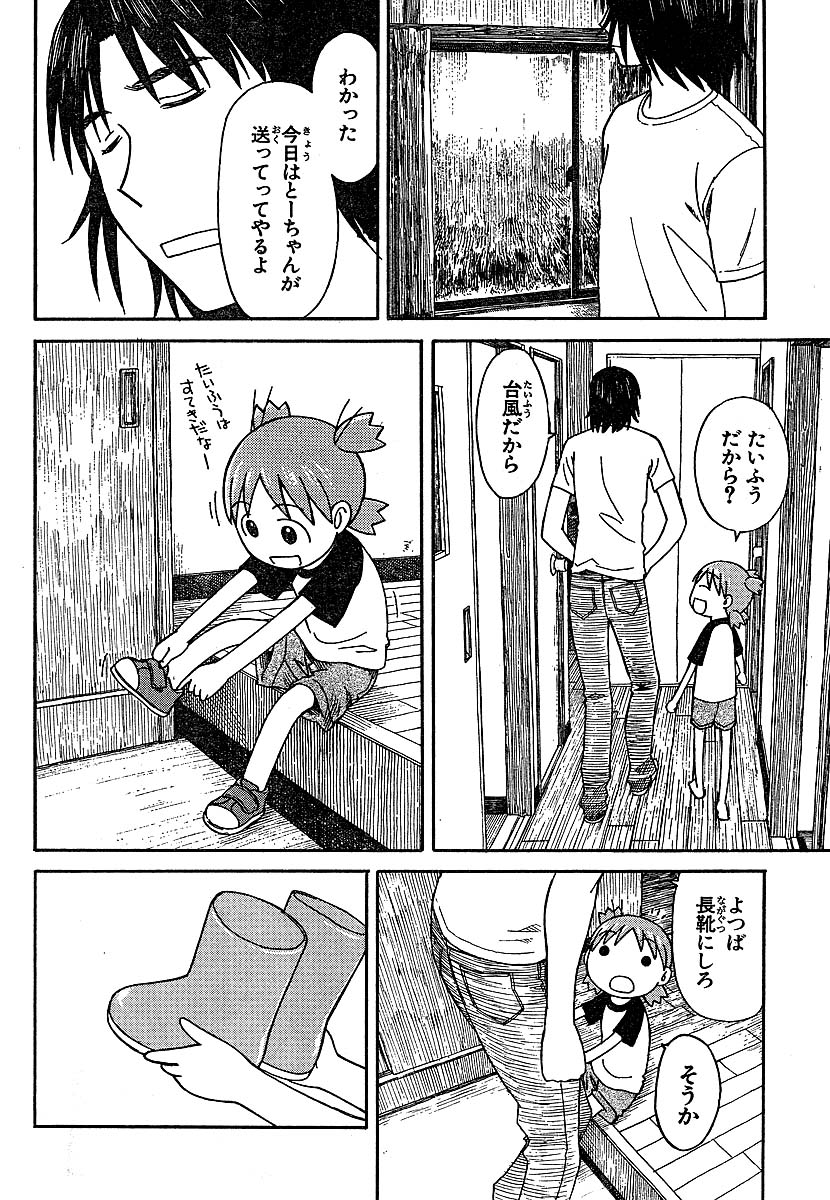 わかった
今日はとーちゃんが
送ってってやるよ
たいふう
だから?
台風だから
たいふうは
すてきだなー
よつば
長靴にしろ
そうか